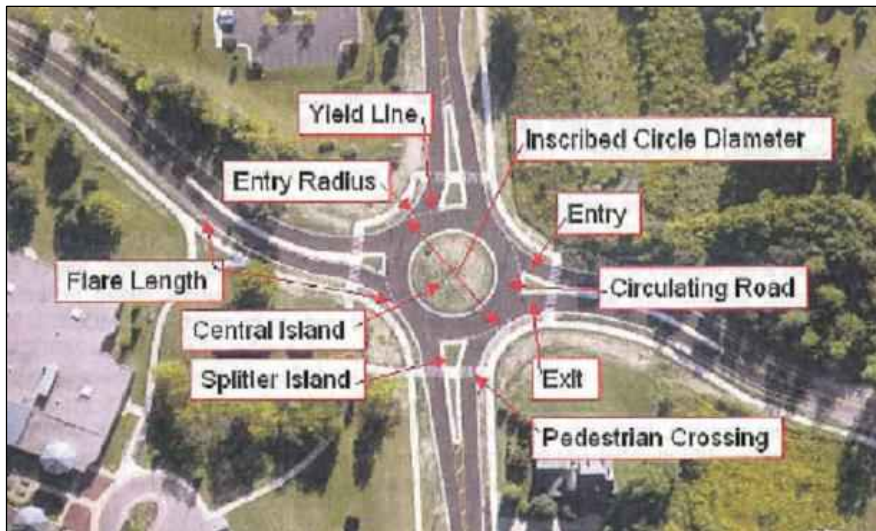 Yield Line
Inscribed Circle Diameter
Entry Radius
Entry
Flare Length
Circulating Road
Central Island
Splitter Island
Exit
Pedestrian Crossing